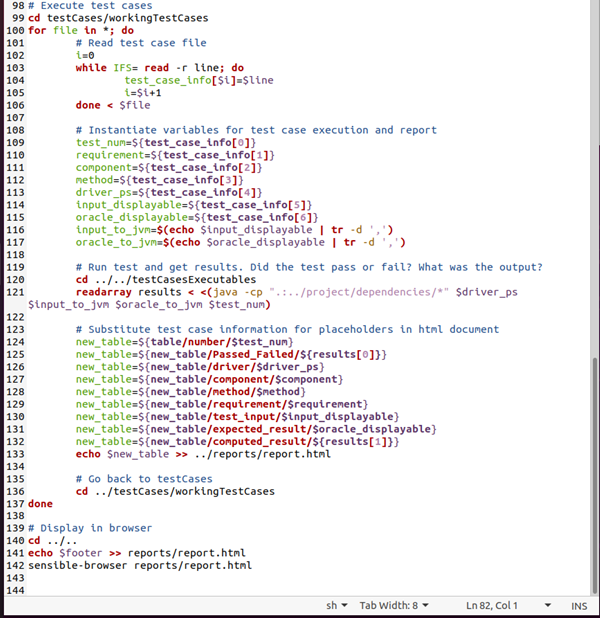 98 # Execute test cases
99 cd testCases/workingTestCases
100 for file in *; do
101 # Read test case file
102 i=0
103 while IFS= read -r line; do
104 test_case_info[$i]=$line
105 i=$i+1
106 done < $file
107
108 # Instantiate variables for test case execution and report
109 test_num=${test_case_info[0]}
110 requirement=${test_case_info[1]}
111 component=${test_case_info[2]}
112 method=${test_case_info[3]}
113 driver_ps=${test_case_info[4]}
114 input_displayable=${test_case_info[5]}
115 oracle_displayable=${test_case_info[6]}
116 input_to_jvm=$(echo $input_displayable | tr -d ',')
117 oracle_to_jvm=$(echo $oracle_displayable | tr -d ',')
118
119 # Run test and get results. Did the test pass or fail? What was the output?
120 cd ../../testCasesExecutables
121 readarray results < <(java -cp ".:../project/dependencies/*" $driver_ps
$input_to_jvm $oracle_to_jvm $test_num)
122
123 # Substitute test case information for placeholders in html document
124 new_table=${table/number/$test_num}
125 new_table=${new_table/Passed_Failed/${results[0]}}
126 new_table=${new_table/driver/$driver_ps}
127 new_table=${new_table/component/$component}
128 new_table=${new_table/method/$method}
129 new_table=${new_table/requirement/$requirement}
130 new_table=${new_table/test_input/$input_displayable}
131 new_table=${new_table/expected_result/$oracle_displayable}
132 new_table=${new_table/computed_result/${results[1]}}
133 echo $new_table >> ../reports/report.html
134
135 # Go back to testCases
136 cd ../testCases/workingTestCases
137 done
138
139 # Display in browser
140 cd ../..
141 echo $footer >> reports/report.html
142 sensible-browser reports/report.html
143
144
sh Tab Width: 8 Ln 82, Col 1 INS